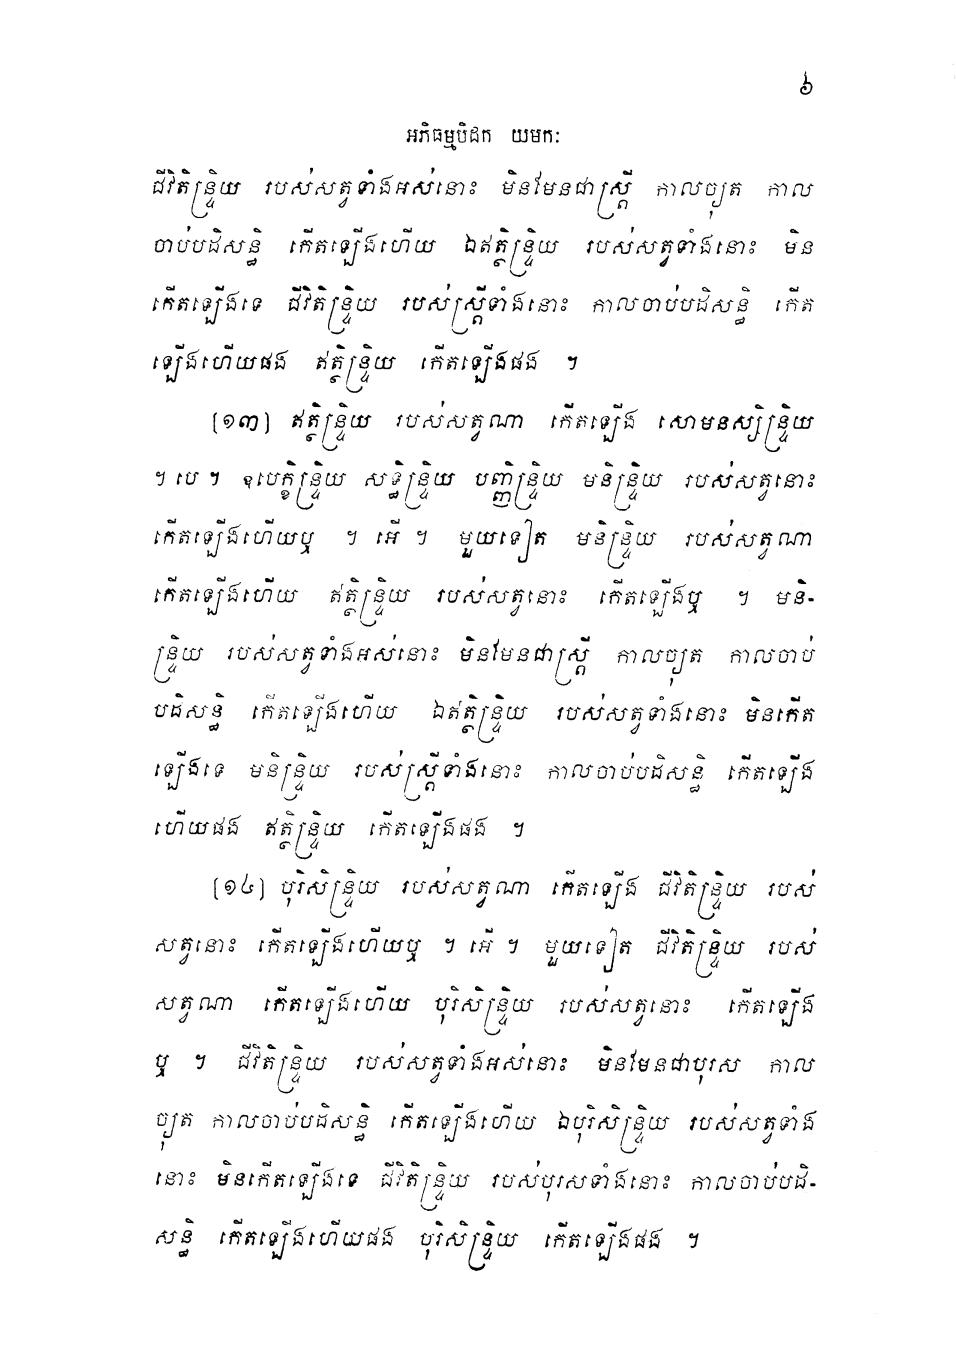 ៦
អភិធម្មបិដក យមកៈ
ជីវិតិន្ទ្រិយ របស់សត្វទាំងអស់នោះ មិនមែនជាស្ត្រី កាលច្យុត កាល
ចាប់បដិសន្ធិ កើតឡើងហើយ ឯឥត្ថិន្ទ្រិយ របស់សត្វទាំងនោះ មិន
កើតឡើងទេ ជីវិតិន្ទ្រិយ របស់ស្ត្រីទាំងនោះ កាលចាប់បដិសន្ធិ កើត
ឡើងហើយផង ឥត្ថិន្ទ្រិយ កើតឡើងផង ។
(១៣) ឥត្ថិន្ទ្រិយ របស់សត្វណា កើតឡើង សោមនស្សិន្ទ្រិយ
។ បេ ។ ឧបេក្ខិន្ទ្រិយ សទ្ធិន្ទ្រិយ បញ្ញិន្ទ្រិយ មនិន្ទ្រិយ របស់សត្វនោះ
កើតឡើងហើយឬ ។ អើ ។ មួយទៀត មនិន្ទ្រិយ របស់សត្វណា
កើតឡើងហើយ ឥត្ថិន្ទ្រិយ របស់សត្វនោះ កើតឡើងឬ ។ មនិ-
ន្ទ្រិយ របស់សត្វទាំងអស់នោះ មិនមែនជាស្ត្រី កាលច្យុត កាលចាប់
បដិសន្ធិ កើតឡើងហើយ ឯឥត្ថិន្ទ្រិយ របស់សត្វទាំងនោះ មិនកើត
ឡើងទេ មនិន្ទ្រិយ របស់ស្ត្រីទាំងនោះ កាលចាប់បដិសន្ធិ កើតឡើង
ហើយផង ឥត្ថិន្ទ្រិយ កើតឡើងផង ។
(១៤) បុរិសិន្ទ្រិយ របស់សត្វណា កើតឡើង ជីវិតិន្ទ្រិយ របស់
សត្វនោះ កើតឡើងហើយឬ ។ អើ ។ មួយទៀត ជីវិតិន្ទ្រិយ របស់
សត្វណា កើតឡើងហើយ បុរិសិន្ទ្រិយ របស់សត្វនោះ កើតឡើង
ឬ ។ ជីវិតិន្ទ្រិយ របស់សត្វទាំងអស់នោះ មិនមែនជាបុរស កាល
ច្យុត កាលចាប់បដិសន្ធិ កើតឡើងហើយ ឯបុរិសិន្ទ្រិយ របស់សត្វទាំង
នោះ មិនកើតឡើងទេ ជីវិតិន្ទ្រិយ របស់បុរសទាំងនោះ កាលចាប់បដិ-
សន្ធិ កើតឡើងហើយផង បុរិសិន្ទ្រិយ កើតឡើងផង ។